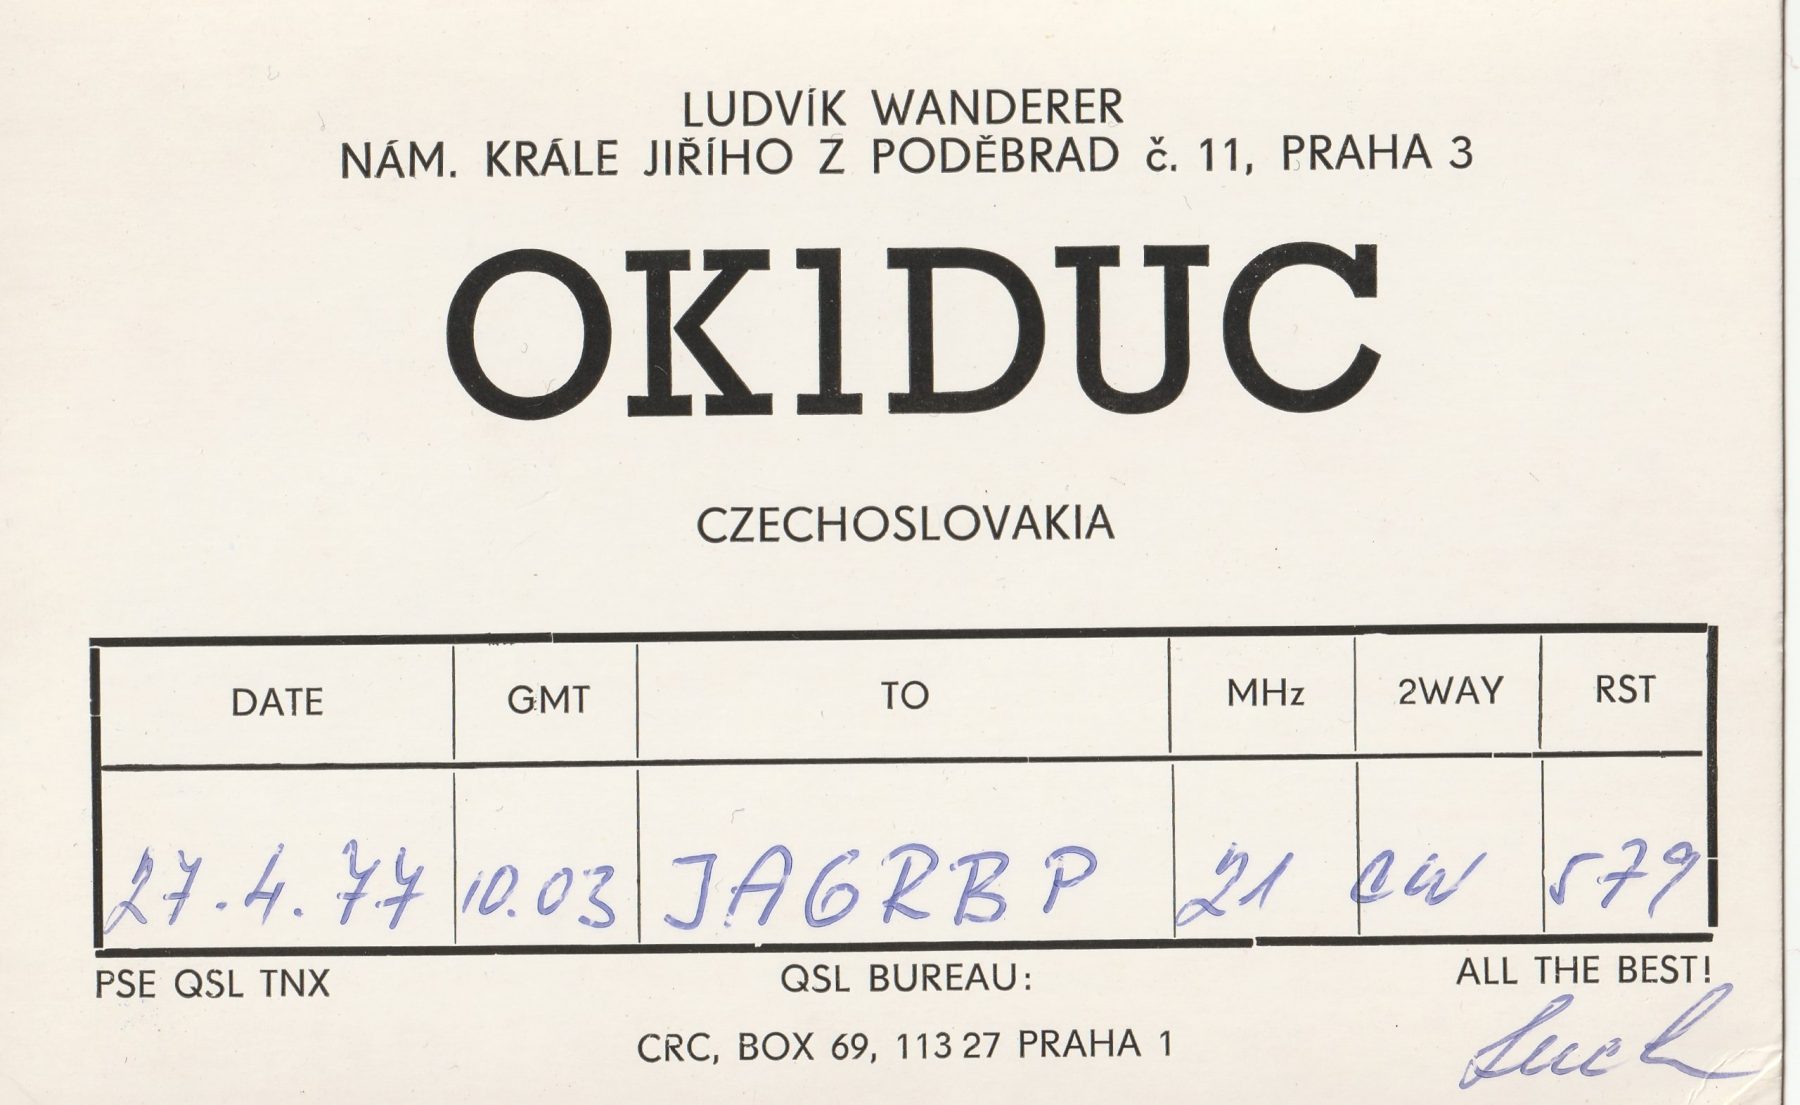 LUDVÍK WANDERER
NÁM. KRÁLE JIŘÍHO Z PODĚBRAD č. 11, PRAHA 3
OK1DUC
CZECHOSLOVAKIA
DATE GMT TO MHz 2WAY RST
27.4.77 10.03 JA6RBP 21 CW 579
PSE QSL TNX QSL BUREAU: ALL THE BEST!
CRC, BOX 69, 113 27 PRAHA 1